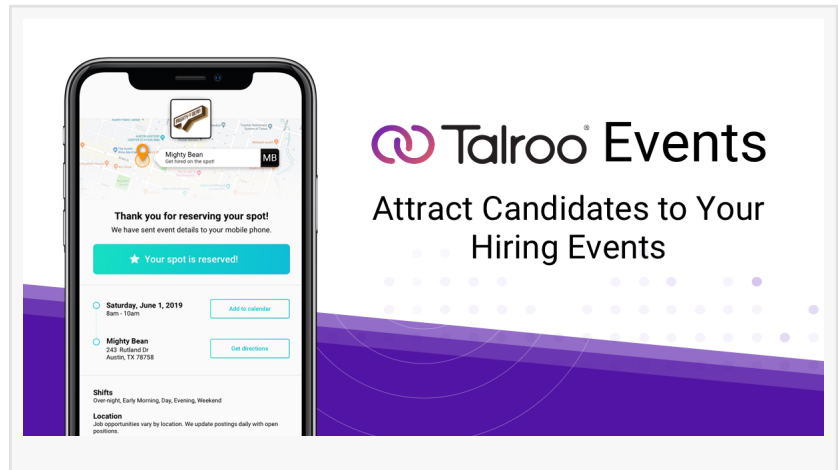 Talroo® Events
Attract Candidates to Your
Hiring Events
MIGHTY BEAN
Mighty Bean
Get hired on the spot!
MB
Thank you for reserving your spot!
We have sent event details to your mobile phone.
Your spot is reserved!
Saturday, June 1, 2019
8am - 10am
Add to calendar
Mighty Bean
243 Rutland Dr
Austin, TX 78758
Get directions
Shifts
Over-night, Early Morning, Day, Evening, Weekend
Location
Job opportunities vary by location. We update postings daily with open
positions.